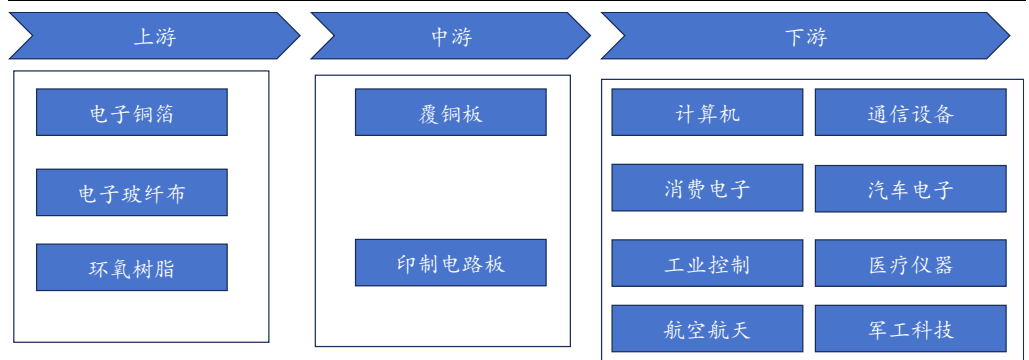 上游
中游
下游
电子铜箔
电子玻纤布
环氧树脂
覆铜板
印制电路板
计算机
通信设备
消费电子
汽车电子
工业控制
医疗仪器
航空航天
军工科技